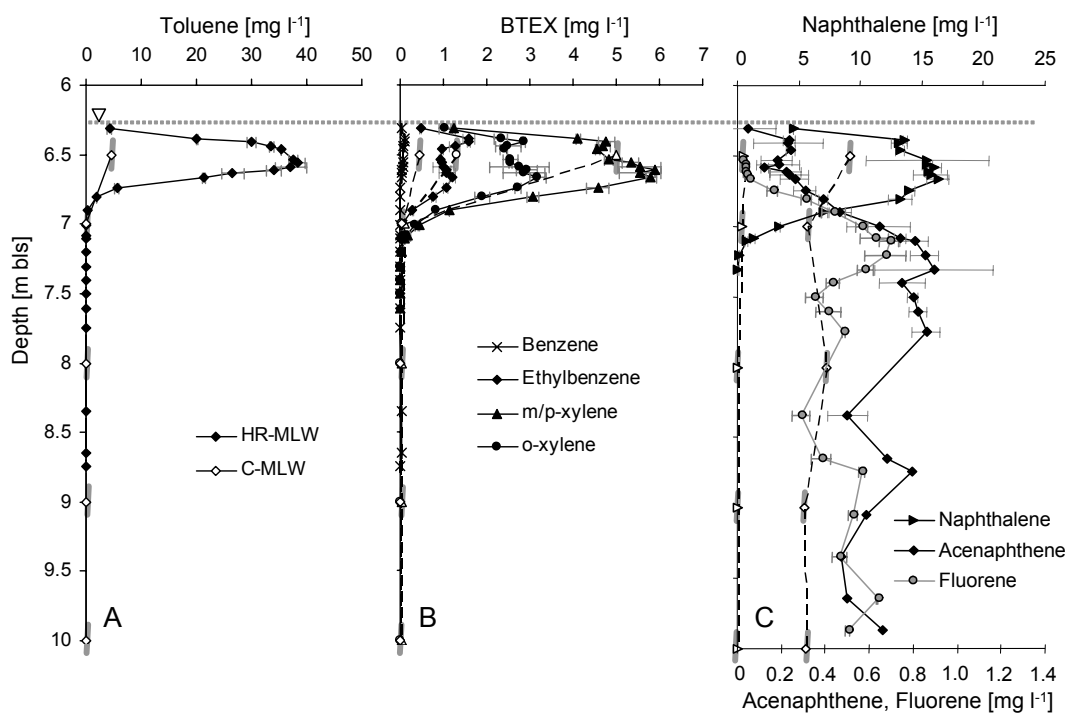 Toluene [mg l-1]
BTEX [mg l-1]
Naphthalene [mg l-1]
0 10 20 30 40 50
0 1 2 3 4 5 6 7
0 5 10 15 20 25
Depth [m bls]
6
6.5
7
7.5
8
8.5
9
9.5
10
HR-MLW
C-MLW
A
Benzene
Ethylbenzene
m/p-xylene
o-xylene
B
Naphthalene
Acenaphthene
Fluorene
C
0 0.2 0.4 0.6 0.8 1 1.2 1.4
Acenaphthene, Fluorene [mg l-1]